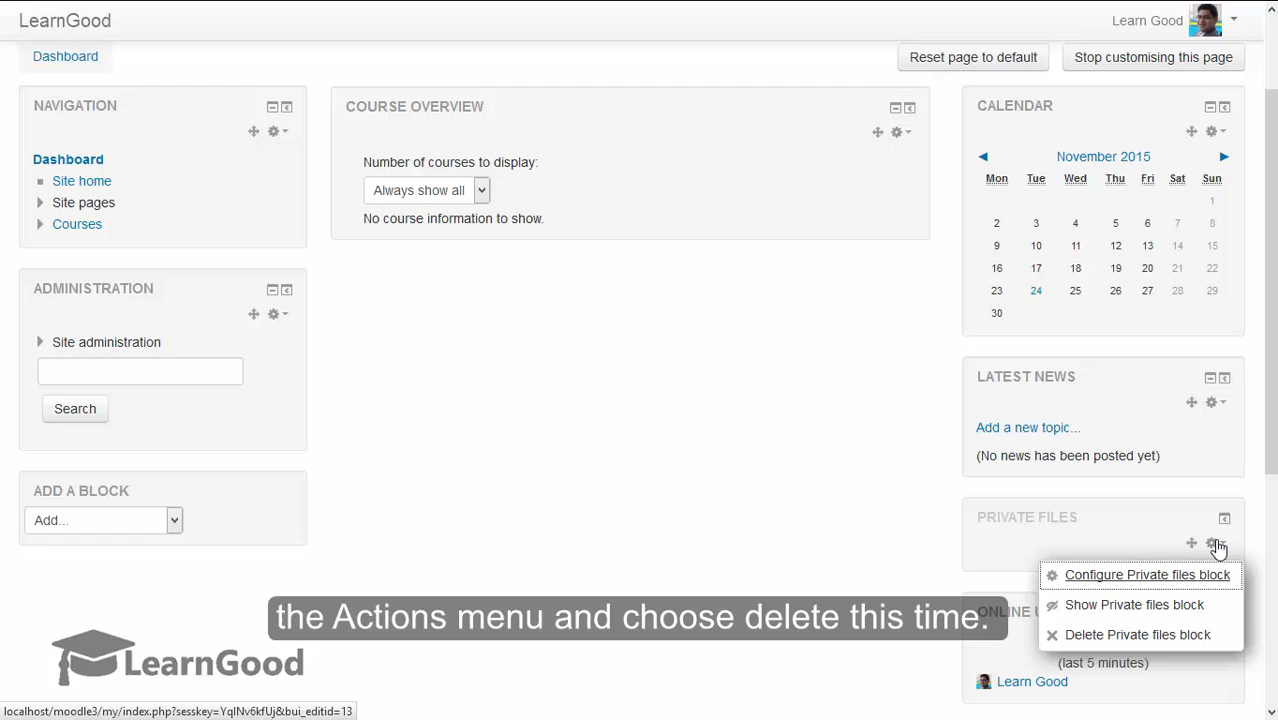 LearnGood
Learn Good
Dashboard
Reset page to default
Stop customising this page
NAVIGATION
Dashboard
Site home
Site pages
Courses
ADMINISTRATION
Site administration
Search
ADD A BLOCK
Add...
COURSE OVERVIEW
Number of courses to display:
Always show all
No course information to show.
CALENDAR
November 2015
Mon Tue Wed Thu Fri Sat Sun
1
2 3 4 5 6 7 8
9 10 11 12 13 14 15
16 17 18 19 20 21 22
23 24 25 26 27 28 29
30
LATEST NEWS
Add a new topic...
(No news has been posted yet)
PRIVATE FILES
Configure Private files block
Show Private files block
Delete Private files block
ONLINE U
(last 5 minutes)
Learn Good
the Actions menu and choose delete this time.
LearnGood
localhost/moodle3/my/index.php?sesskey=YqlNv6kfUj&bui_editid=13